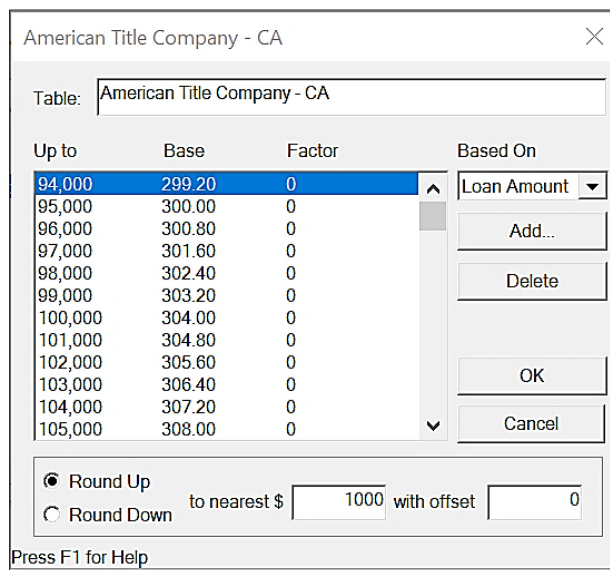 American Title Company - CA
Table: American Title Company - CA
Up to Base Factor Based On
94,000 299.20 0 Loan Amount
95,000 300.00 0
96,000 300.80 0 Add...
97,000 301.60 0
98,000 302.40 0 Delete
99,000 303.20 0
100,000 304.00 0
101,000 304.80 0
102,000 305.60 0
103,000 306.40 0 OK
104,000 307.20 0
105,000 308.00 0 Cancel
Round Up
to nearest $ 1000 with offset 0
Round Down
Press F1 for Help